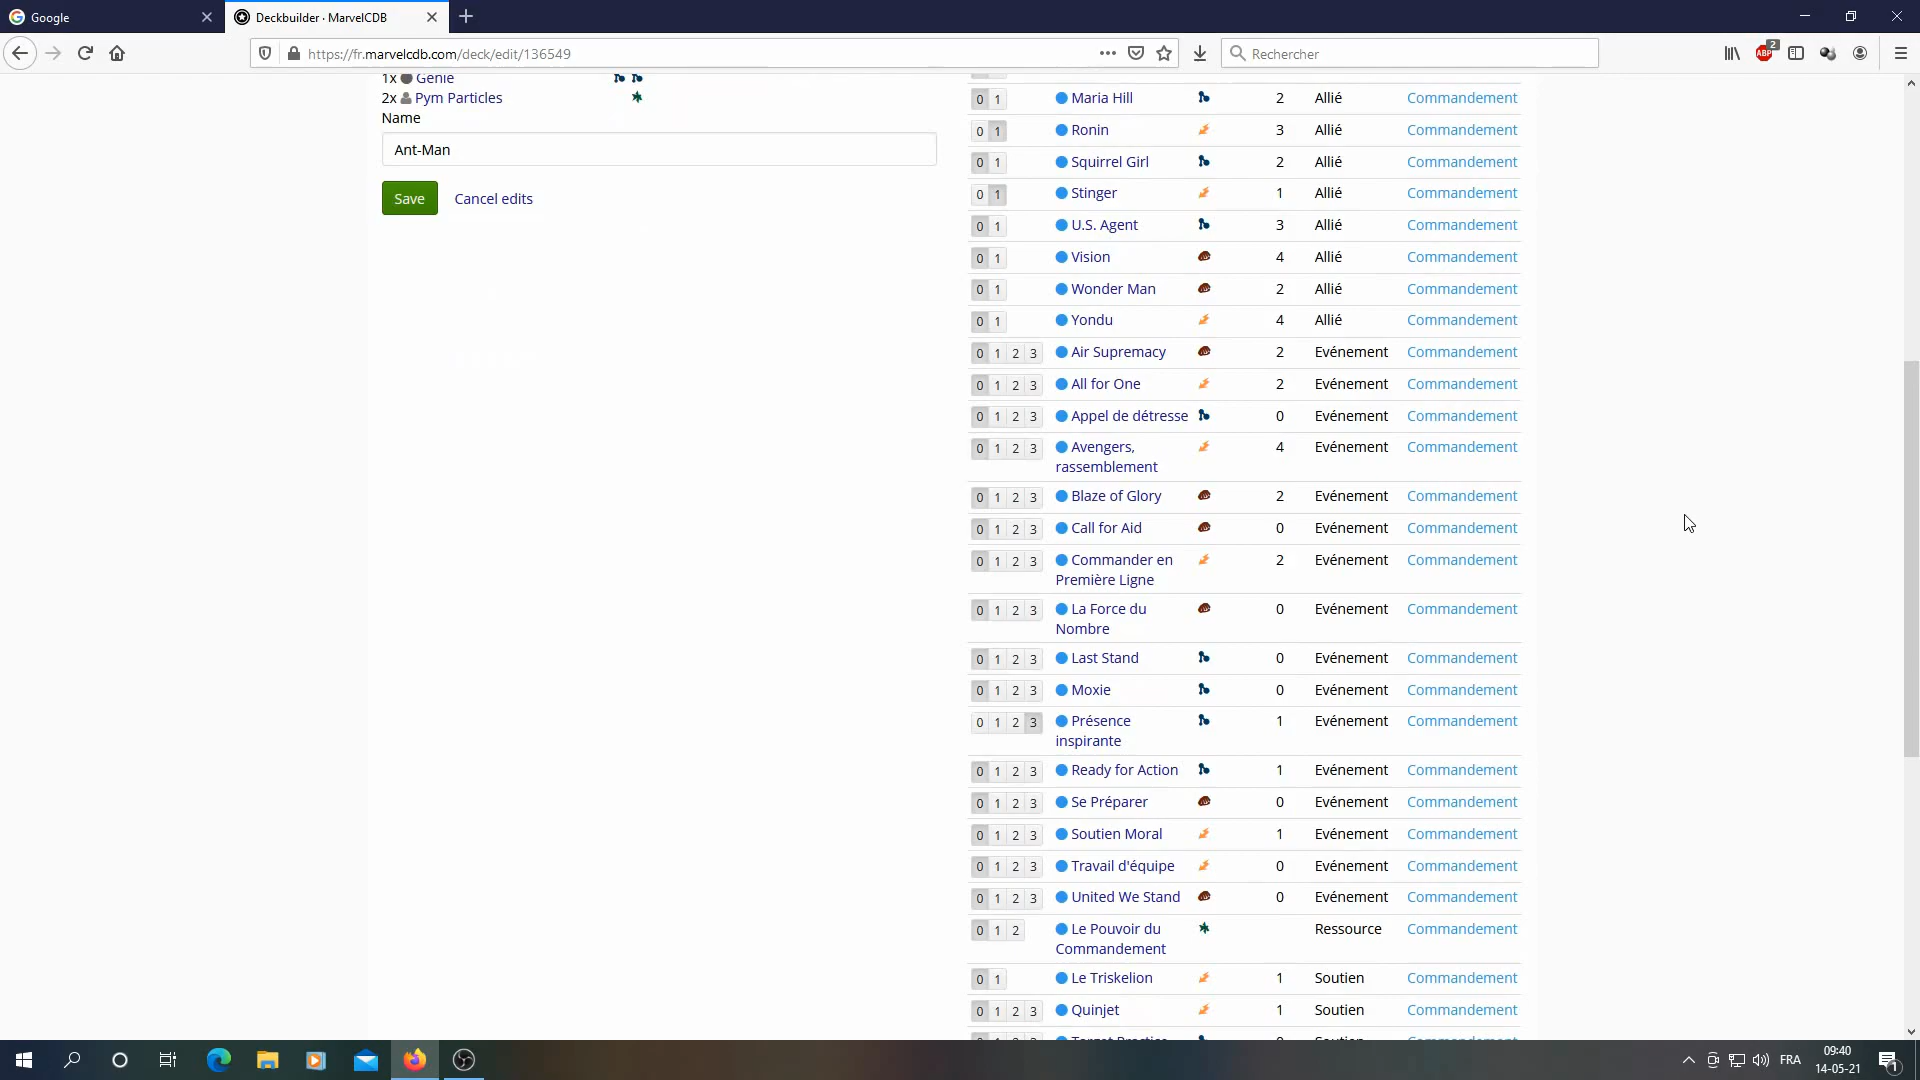 Google
Deckbuilder · MarvelCDB
https://fr.marvelcdb.com/deck/edit/136549
Rechercher
ABP
2
1x Génie
2x Pym Particles
Name
Ant-Man
Save Cancel edits
0 1 Maria Hill 2 Allié Commandement
0 1 Ronin 3 Allié Commandement
0 1 Squirrel Girl 2 Allié Commandement
0 1 Stinger 1 Allié Commandement
0 1 U.S. Agent 3 Allié Commandement
0 1 Vision 4 Allié Commandement
0 1 Wonder Man 2 Allié Commandement
0 1 Yondu 4 Allié Commandement
0 1 2 3 Air Supremacy 2 Evénement Commandement
0 1 2 3 All for One 2 Evénement Commandement
0 1 2 3 Appel de détresse 0 Evénement Commandement
0 1 2 3 Avengers, 4 Evénement Commandement
rassemblement
0 1 2 3 Blaze of Glory 2 Evénement Commandement
0 1 2 3 Call for Aid 0 Evénement Commandement
0 1 2 3 Commander en 2 Evénement Commandement
Première Ligne
0 1 2 3 La Force du 0 Evénement Commandement
Nombre
0 1 2 3 Last Stand 0 Evénement Commandement
0 1 2 3 Moxie 0 Evénement Commandement
0 1 2 3 Présence 1 Evénement Commandement
inspirante
0 1 2 3 Ready for Action 1 Evénement Commandement
0 1 2 3 Se Préparer 0 Evénement Commandement
0 1 2 3 Soutien Moral 1 Evénement Commandement
0 1 2 3 Travail d'équipe 0 Evénement Commandement
0 1 2 3 United We Stand 0 Evénement Commandement
0 1 2 Le Pouvoir du Ressource Commandement
Commandement
0 1 Le Triskelion 1 Soutien Commandement
0 1 2 3 Quinjet 1 Soutien Commandement
FRA
09:40
14-05-21
1